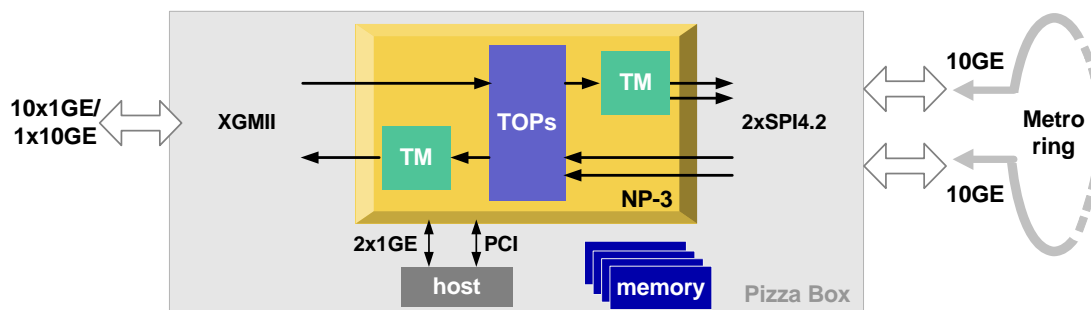 10x1GE/
1x10GE
XGMII
TM
TOPs
TM
NP-3
2xSPI4.2
10GE
10GE
Metro
ring
2x1GE
PCI
host
memory
Pizza Box